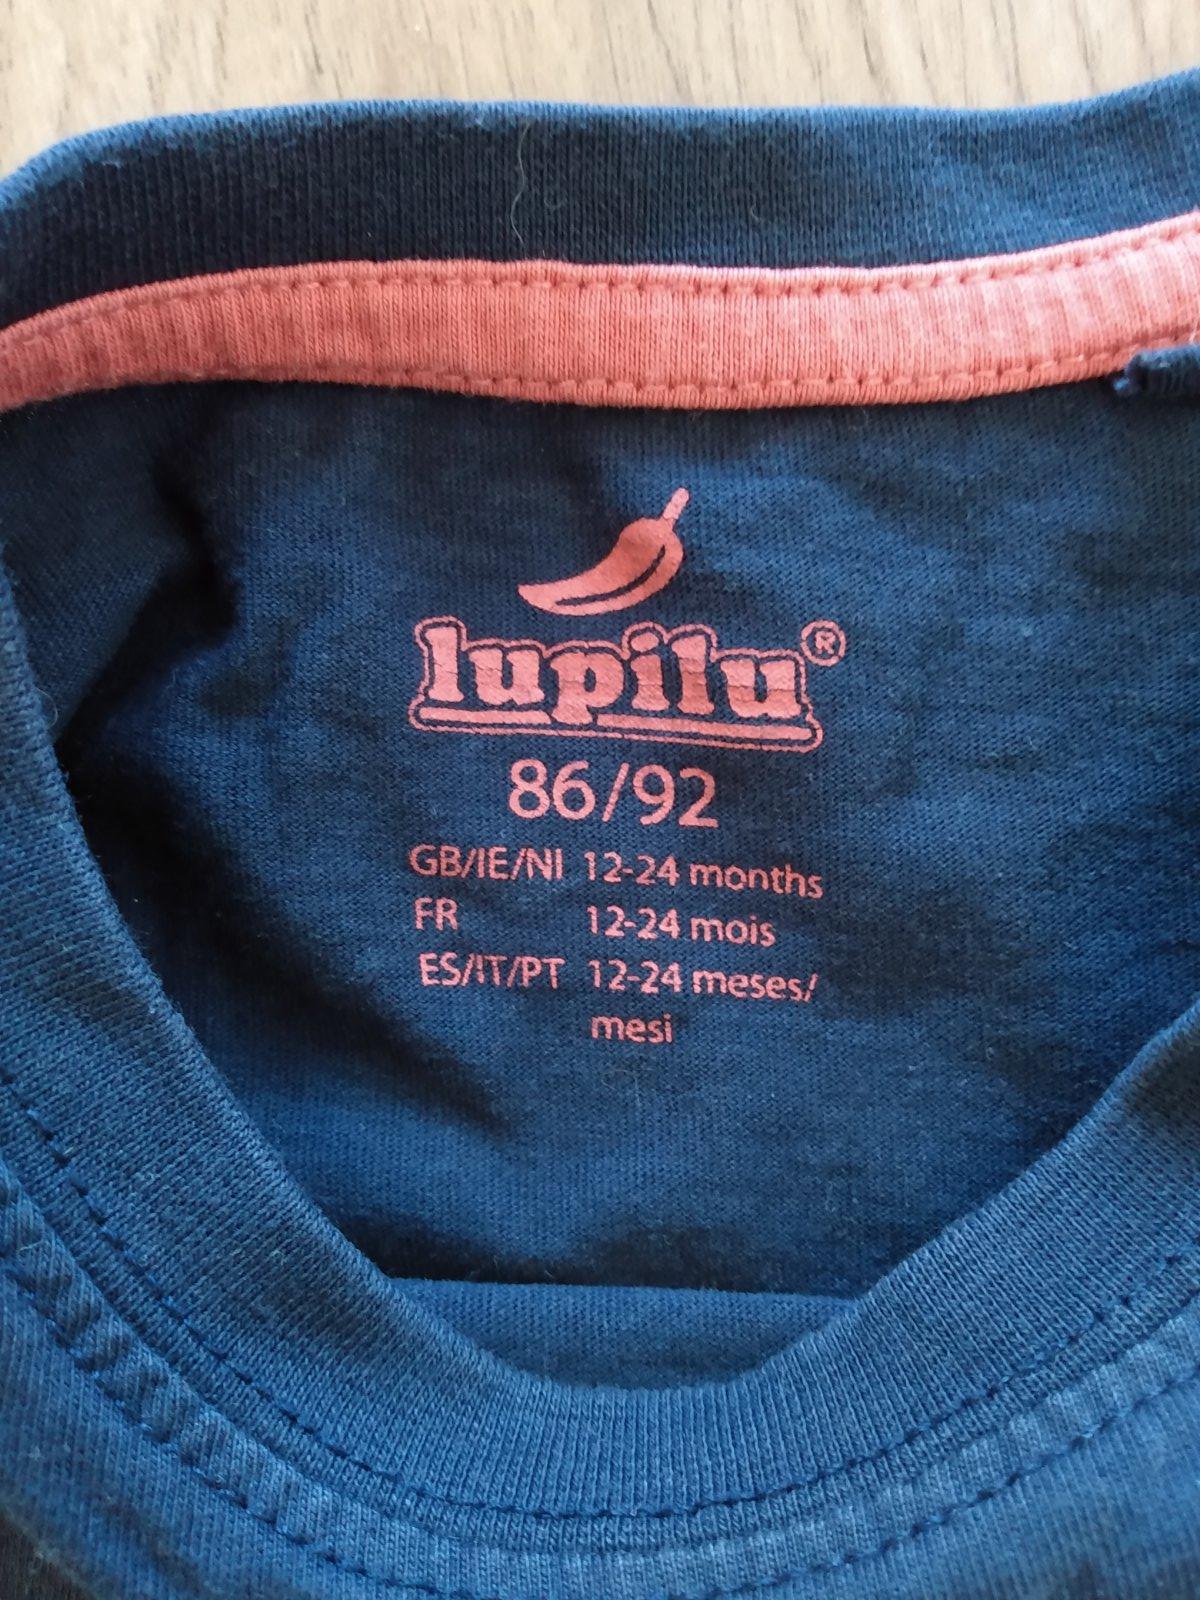 lupilu®
86/92
GB/IE/NI 12-24 months
FR 12-24 mois
ES/IT/PT 12-24 meses/
mesi